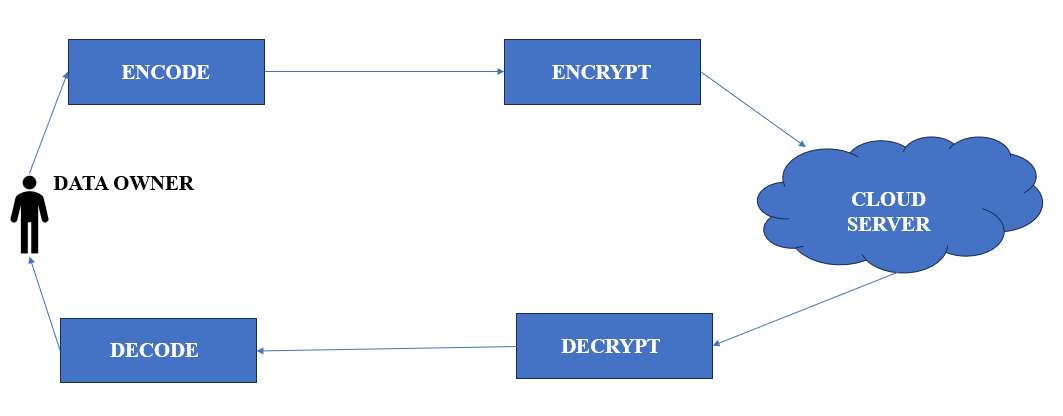 ENCODE
ENCRYPT
DATA OWNER
CLOUD
SERVER
DECODE
DECRYPT